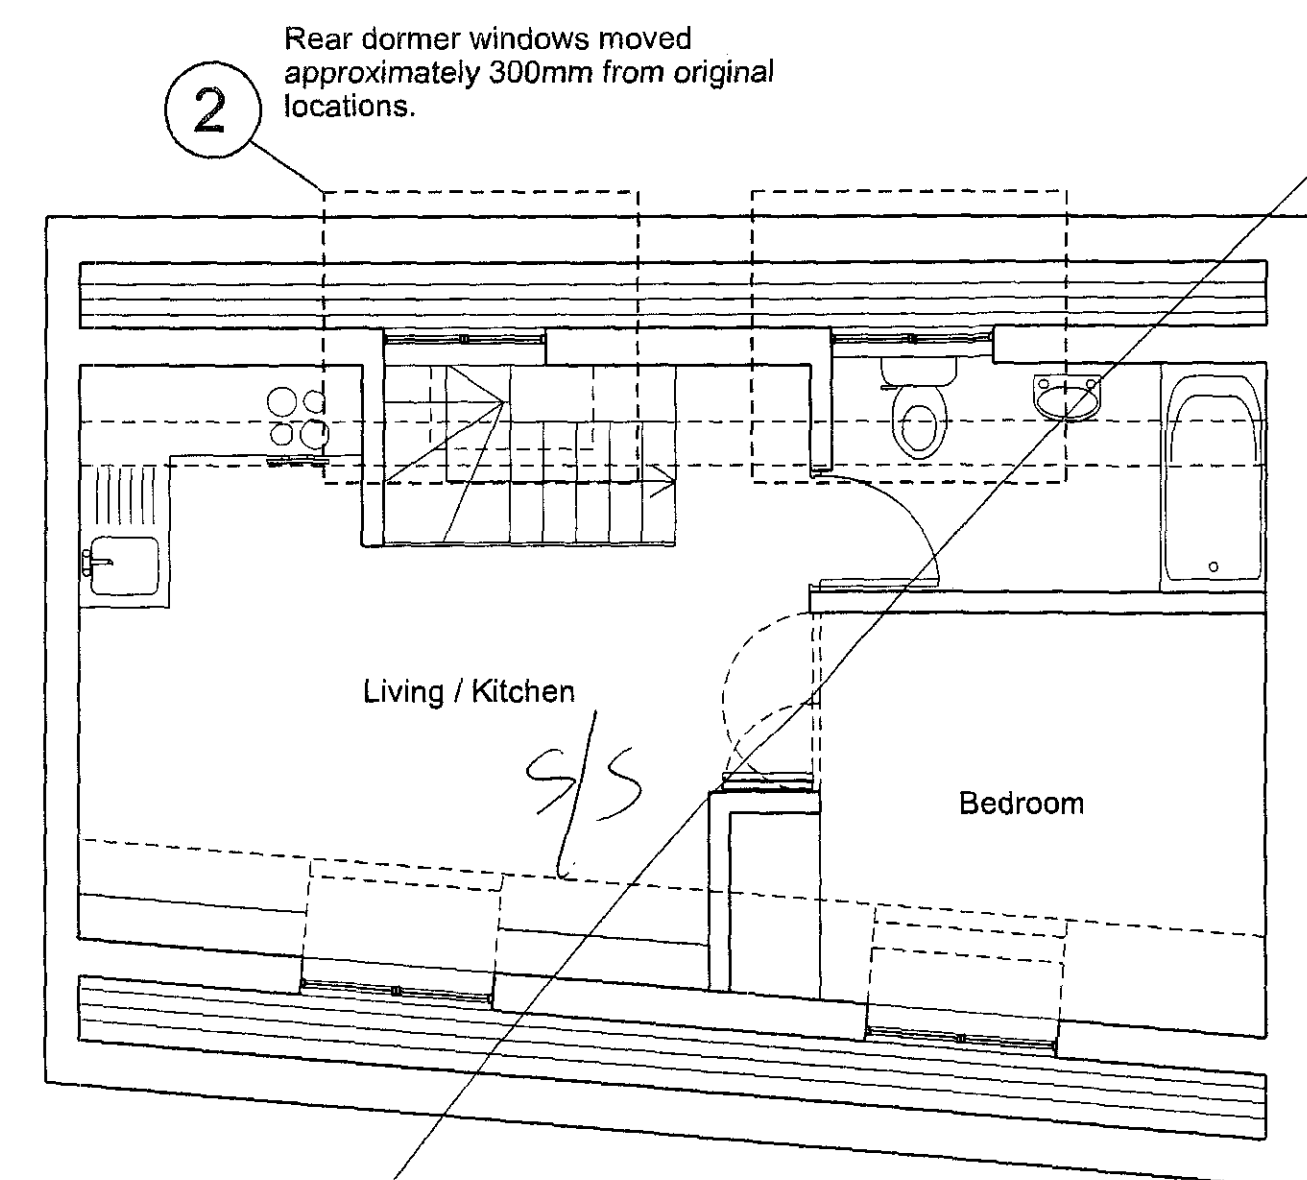 Rear dormer windows moved
approximately 300mm from original
locations.
2
Living / Kitchen
S/S
Bedroom